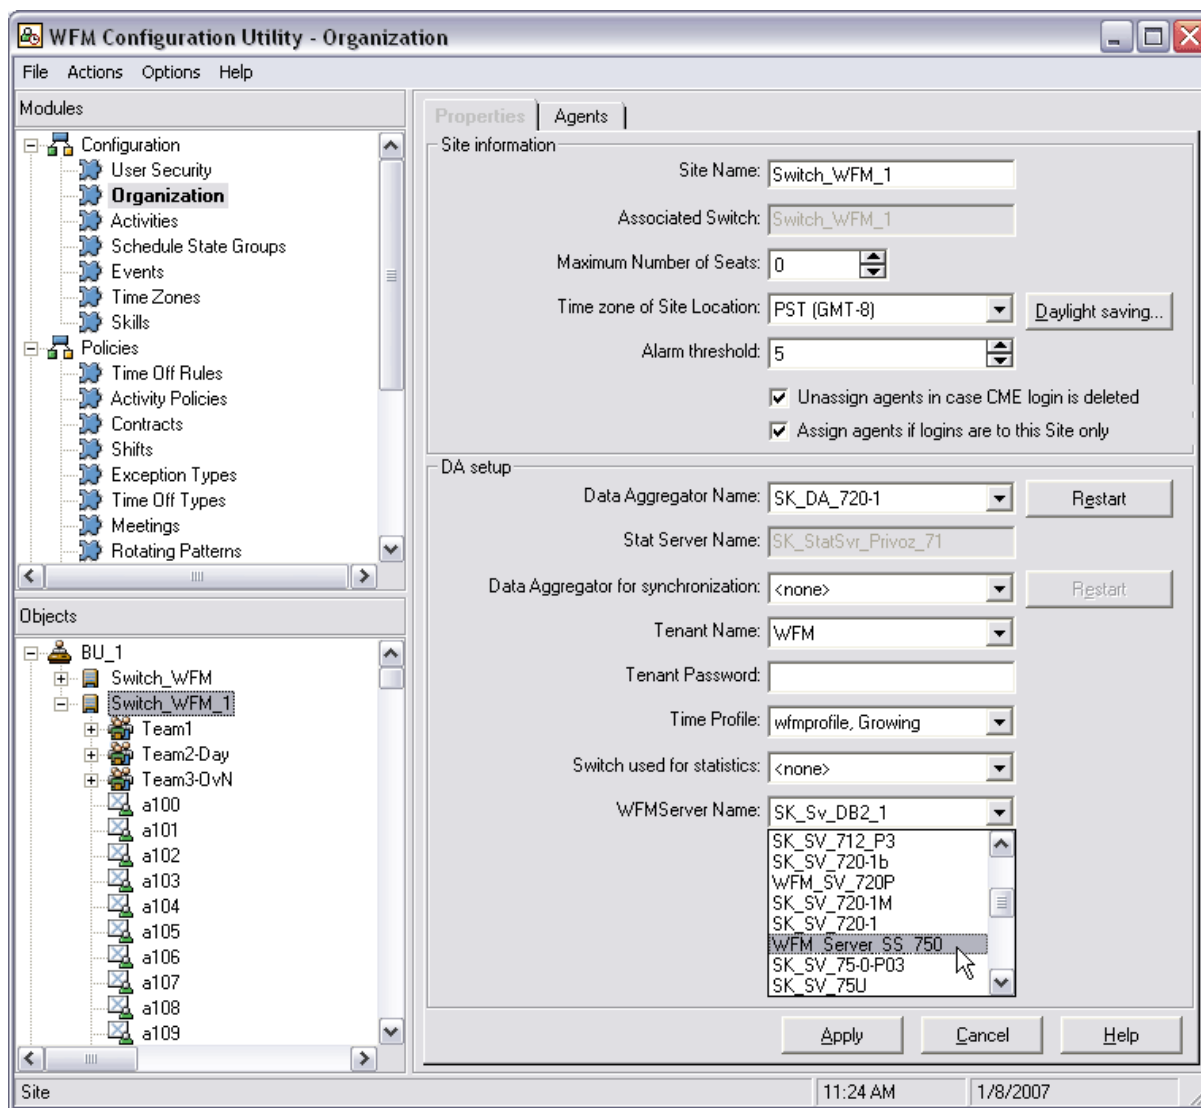 WFM Configuration Utility - Organization
File Actions Options Help
Modules
Configuration
User Security
Organization
Activities
Schedule State Groups
Events
Time Zones
Skills
Policies
Time Off Rules
Activity Policies
Contracts
Shifts
Exception Types
Time Off Types
Meetings
Rotating Patterns
Objects
BU_1
Switch_WFM
Switch_WFM_1
Team1
Team2-Day
Team3-OvN
a100
a101
a102
a103
a104
a105
a106
a107
a108
a109
Properties Agents
Site information
Site Name: Switch_WFM_1
Associated Switch: Switch_WFM_1
Maximum Number of Seats: 0
Time zone of Site Location: PST (GMT-8) Daylight saving...
Alarm threshold: 5
Unassign agents in case CME login is deleted
Assign agents if logins are to this Site only
DA setup
Data Aggregator Name: SK_DA_720-1 Restart
Stat Server Name: SK_StatSvr_Privoz_71
Data Aggregator for synchronization: <none> Restart
Tenant Name: WFM
Tenant Password:
Time Profile: wfmprofile, Growing
Switch used for statistics: <none>
WFMServer Name: SK_Sv_DB2_1
SK_SV_712_P3
SK_SV_720-1b
WFM_SV_720P
SK_SV_720-1M
SK_SV_720-1
WFM_Server_SS_750
SK_SV_75-0-P03
SK_SV_75U
Apply Cancel Help
Site 11:24 AM 1/8/2007